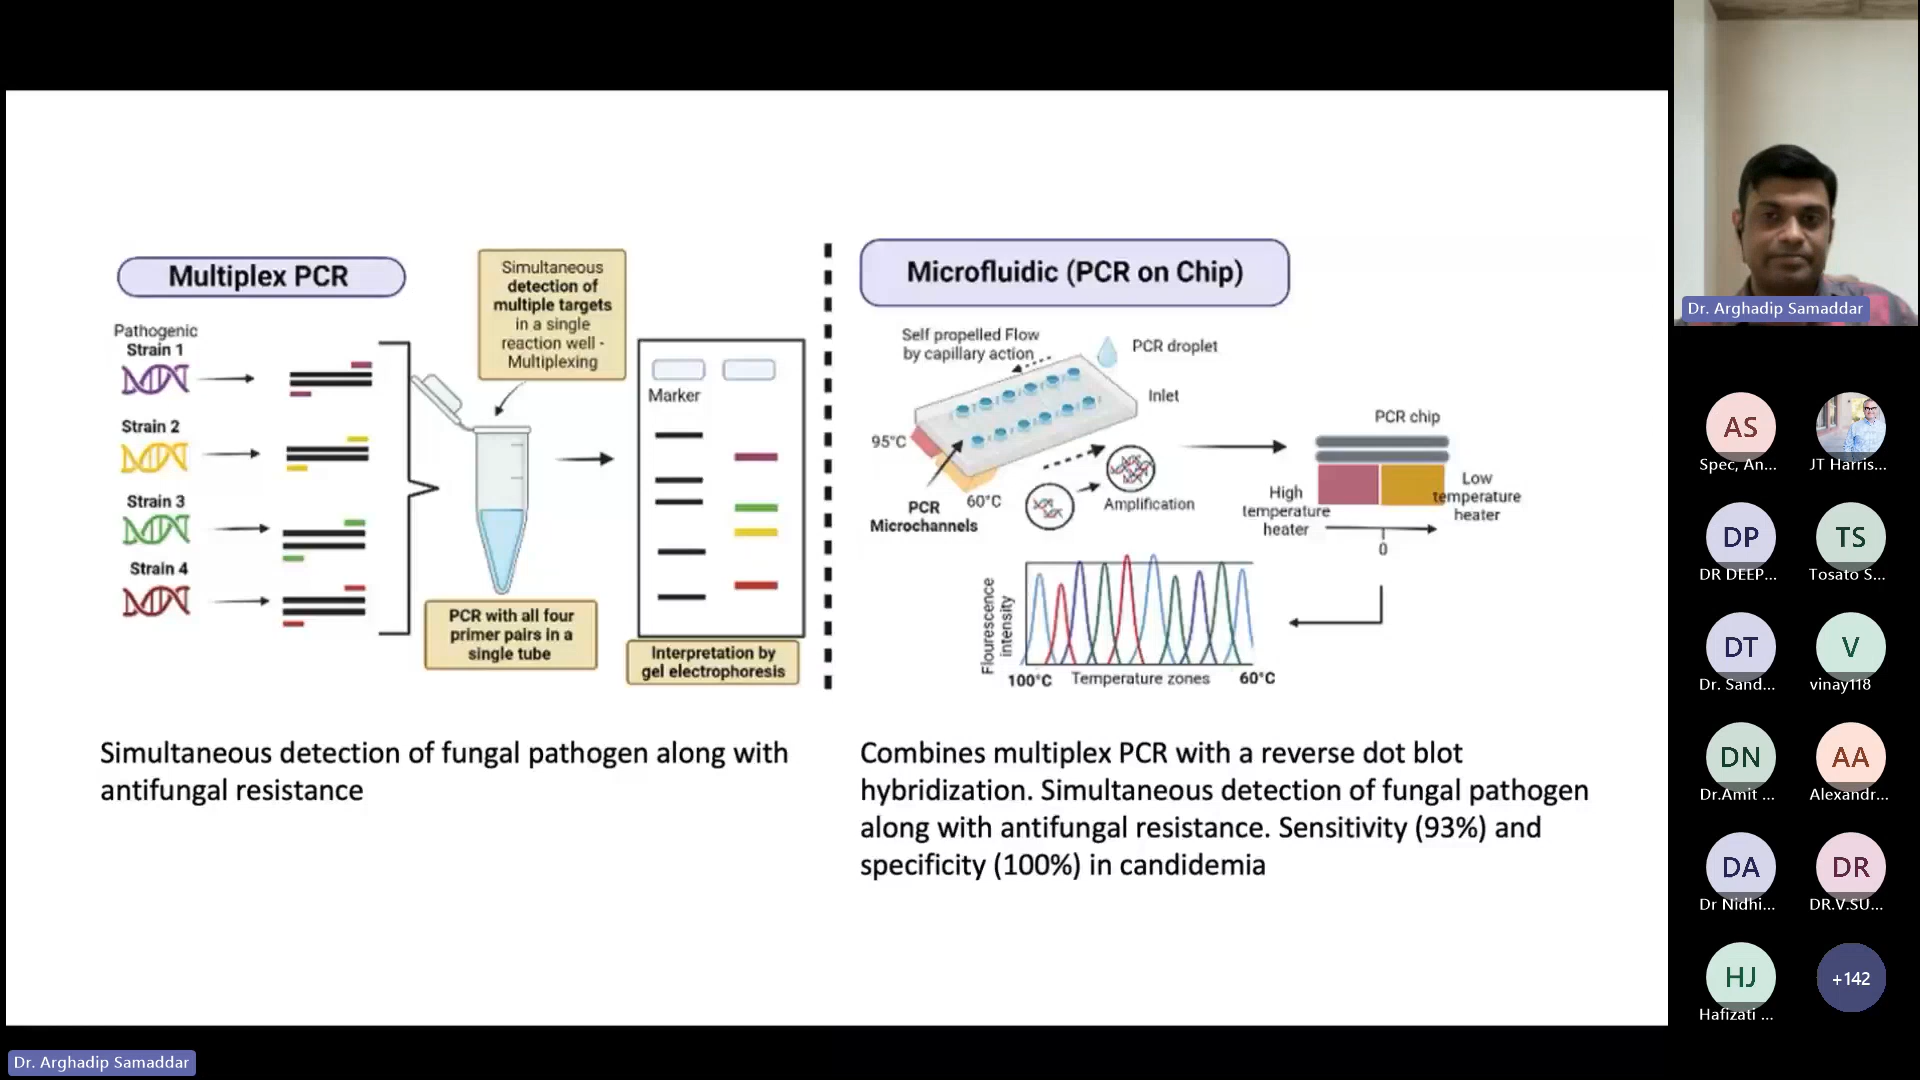 Multiplex PCR
Pathogenic
Strain 1
Strain 2
Strain 3
Strain 4
Simultaneous
detection of
multiple targets
in a single
reaction well -
Multiplexing
PCR with all four
primer pairs in a
single tube
Marker
Interpretation by
gel electrophoresis
Simultaneous detection of fungal pathogen along with
antifungal resistance
Microfluidic (PCR on Chip)
Self propelled Flow
by capillary action
PCR droplet
Inlet
95°C
60°C
PCR
Microchannels
Amplification
PCR chip
High
temperature
heater
Low
temperature
heater
0
Flourescence
intensity
100°C
Temperature zones
60°C
Combines multiplex PCR with a reverse dot blot
hybridization. Simultaneous detection of fungal pathogen
along with antifungal resistance. Sensitivity (93%) and
specificity (100%) in candidemia
Dr. Arghadip Samaddar
AS
Spec, An...
JT Harris...
DP
DR DEEP...
TS
Tosato S...
DT
Dr. Sand...
V
vinay118
DN
Dr.Amit ...
AA
Alexandr...
DA
Dr Nidhi...
DR
DR.V.SU...
HJ
Hafizati ...
+142
Dr. Arghadip Samaddar